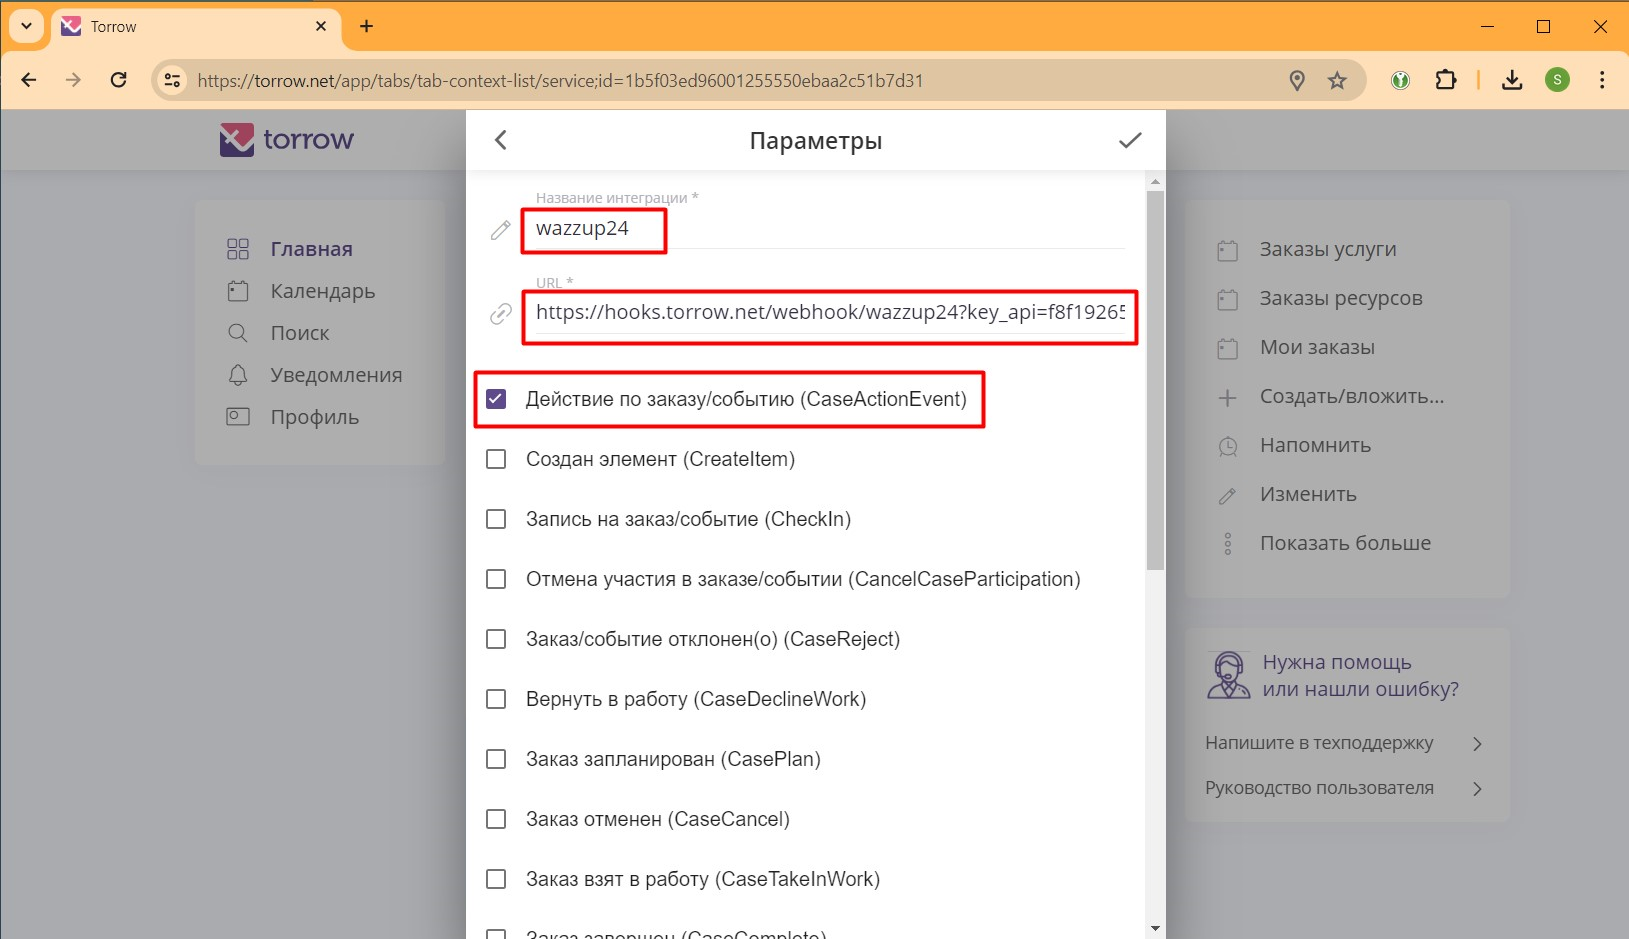 Torrow
https://torrow.net/app/tabs/tab-context-list/service;id=1b5f03ed96001255550ebaa2c51b7d31
S
torrow
Главная
Календарь
Поиск
Уведомления
Профиль
Параметры
Название интеграции *
wazzup24
URL *
https://hooks.torrow.net/webhook/wazzup24?key_api=f8f19265
Действие по заказу/событию (CaseActionEvent)
Создан элемент (CreateItem)
Запись на заказ/событие (CheckIn)
Отмена участия в заказе/событии (CancelCaseParticipation)
Заказ/событие отклонен(о) (CaseReject)
Вернуть в работу (CaseDeclineWork)
Заказ запланирован (CasePlan)
Заказ отменен (CaseCancel)
Заказ взят в работу (CaseTakeInWork)
Заказ завершен (CaseComplete)
Заказы услуги
Заказы ресурсов
Мои заказы
Создать/вложить...
Напомнить
Изменить
Показать больше
Нужна помощь
или нашли ошибку?
Напишите в техподдержку
Руководство пользователя